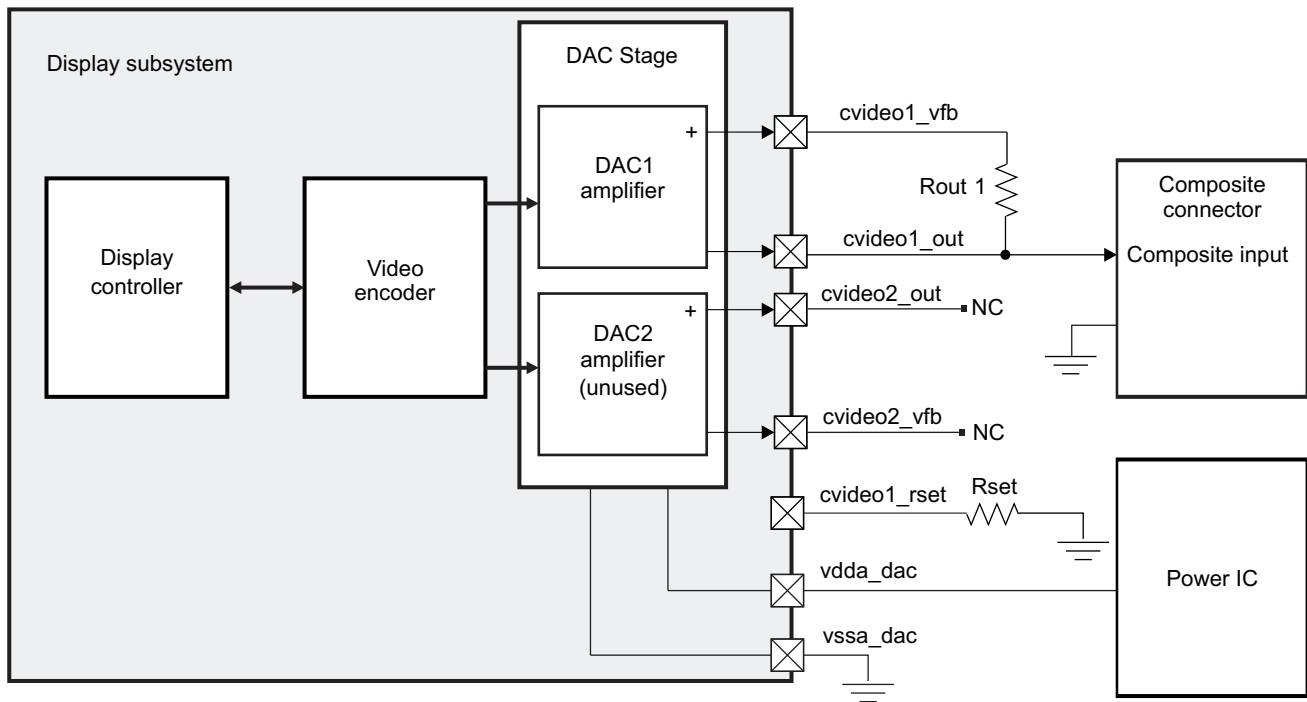 Display subsystem
DAC Stage
+
DAC1
amplifier
cvideo1_vfb
Rout 1
cvideo1_out
Composite
connector
Composite input
Display
controller
Video
encoder
+
DAC2
amplifier
(unused)
cvideo2_out
NC
cvideo2_vfb
NC
cvideo1_rset
Rset
vdda_dac
Power IC
vssa_dac